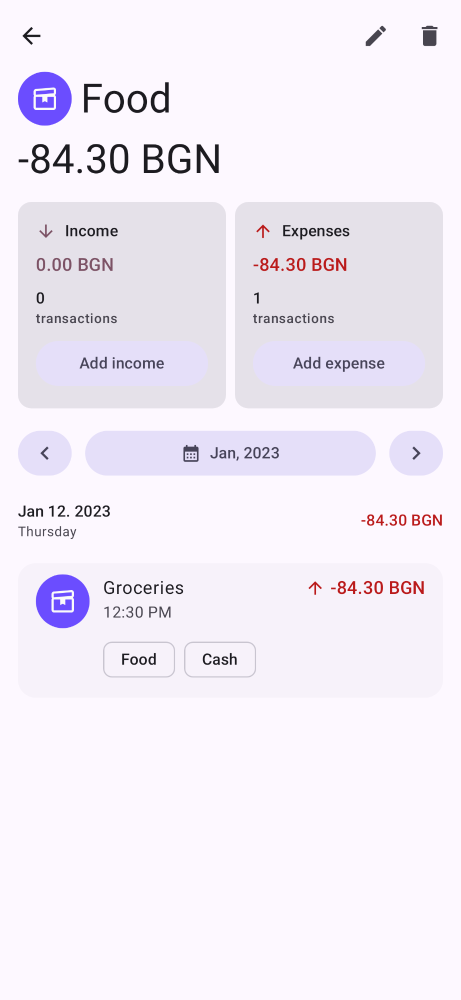 Food
-84.30 BGN
Income
0.00 BGN
0
transactions
Add income
Expenses
-84.30 BGN
1
transactions
Add expense
Jan, 2023
Jan 12. 2023
Thursday
-84.30 BGN
Groceries
12:30 PM
-84.30 BGN
Food
Cash